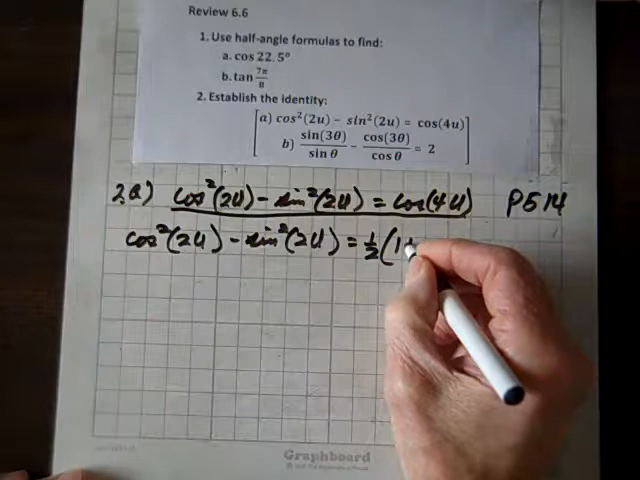 Review 6.6
1. Use half-angle formulas to find:
a. cos 22.5°
b. tan 7π/8
2. Establish the identity:
[a) cos²(2u) − sin²(2u) = cos(4u)]
b) sin(3θ)/sin θ − cos(3θ)/cos θ = 2
2a) cos²(2u) − sin²(2u) = cos(4u) P514
cos²(2u) − sin²(2u) = 1/2(1+
Graphboard